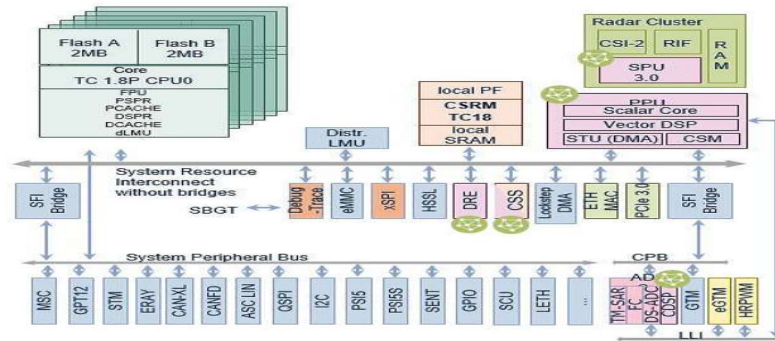 Flash A
2MB
Flash B
2MB
Core
TC 1.8P CPU0
FPU
PSPR
PCACHE
DSPR
DCACHE
dLMU
Radar Cluster
CSI-2
RIF
RAM
SPU
3.0
local PF
CSRM
TC18
local
SRAM
PPU
Scalar Core
Vector DSP
STU (DMA)
CSM
Distr.
LMU
System Resource
Interconnect
without bridges
SFI
Bridge
SBGT
Debug
-Trace
eMMC
xSPI
HSSL
DRE
CSS
Lockstep
DMA
ETH
MAC
PCIe 3.0
SFI
Bridge
System Peripheral Bus
CPB
MSC
GPT12
STM
ERAY
CAN-XL
CANFD
ASC LIN
QSPI
I2C
PSI5
PSI5S
SENT
GPIO
SCU
LETH
...
AD
TM-SAR
FC
DS-ADC
CDSP
GTM
eGTM
HRPWM
LLI